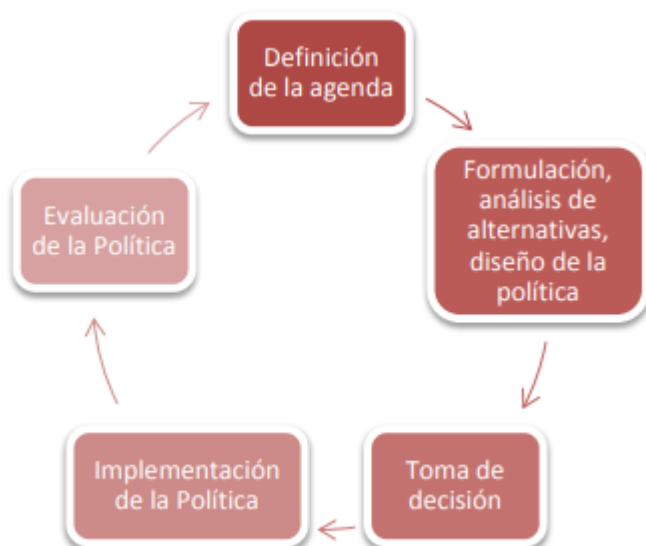 Definición
de la agenda
Formulación,
análisis de
alternativas,
diseño de la
política
Toma de
decisión
Implementación
de la Política
Evaluación
de la Política